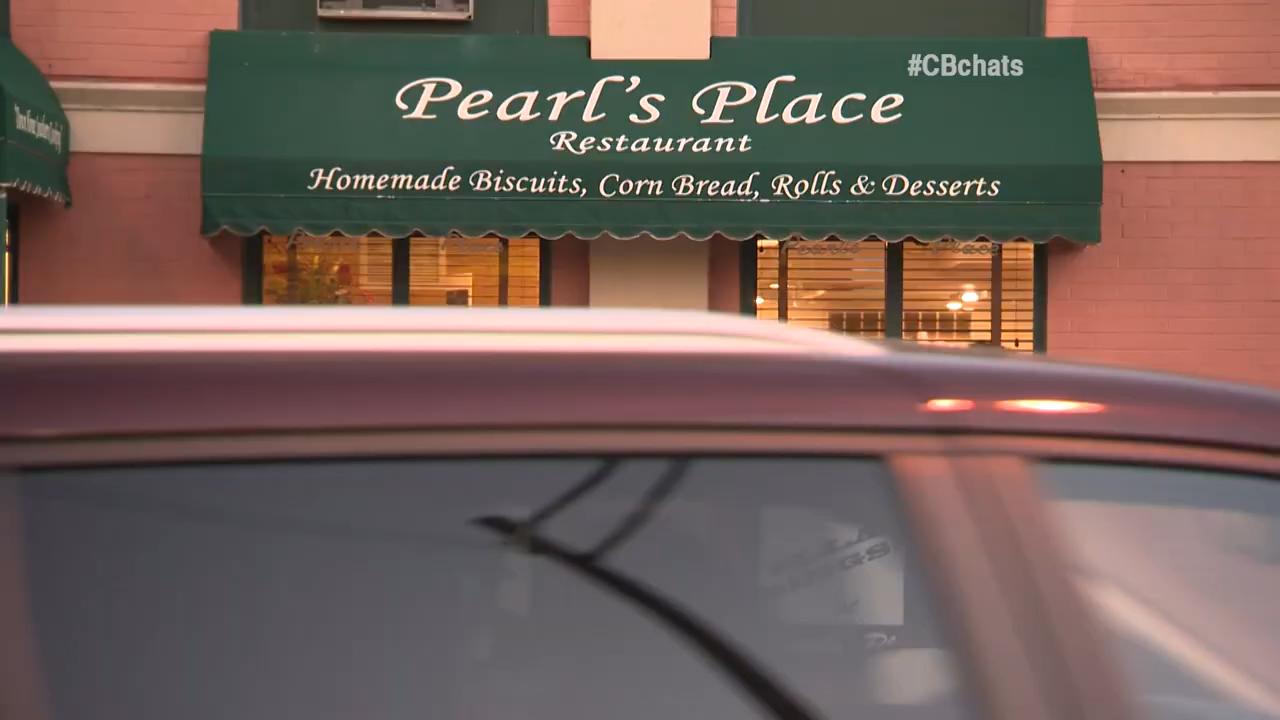 #CBchats
Pearl's Place
Restaurant
Homemade Biscuits, Corn Bread, Rolls & Desserts